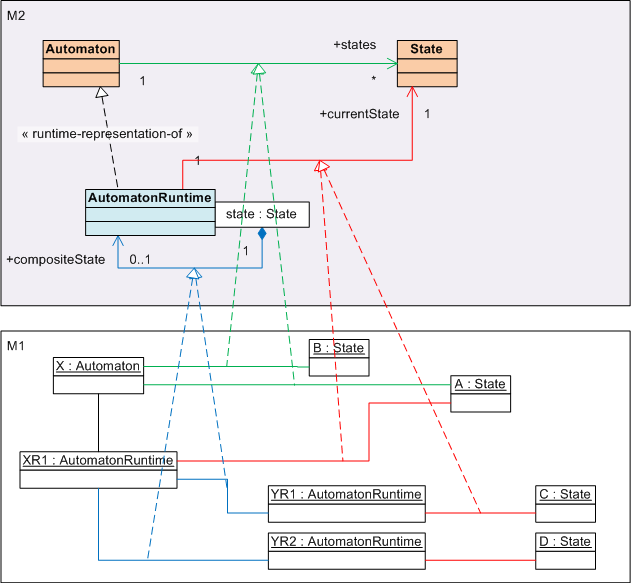 M2
Automaton
+states
State
1
*
+currentState
1
« runtime-representation-of »
1
AutomatonRuntime
state : State
+compositeState
0..1
1
M1
B : State
X : Automaton
A : State
XR1 : AutomatonRuntime
YR1 : AutomatonRuntime
C : State
YR2 : AutomatonRuntime
D : State